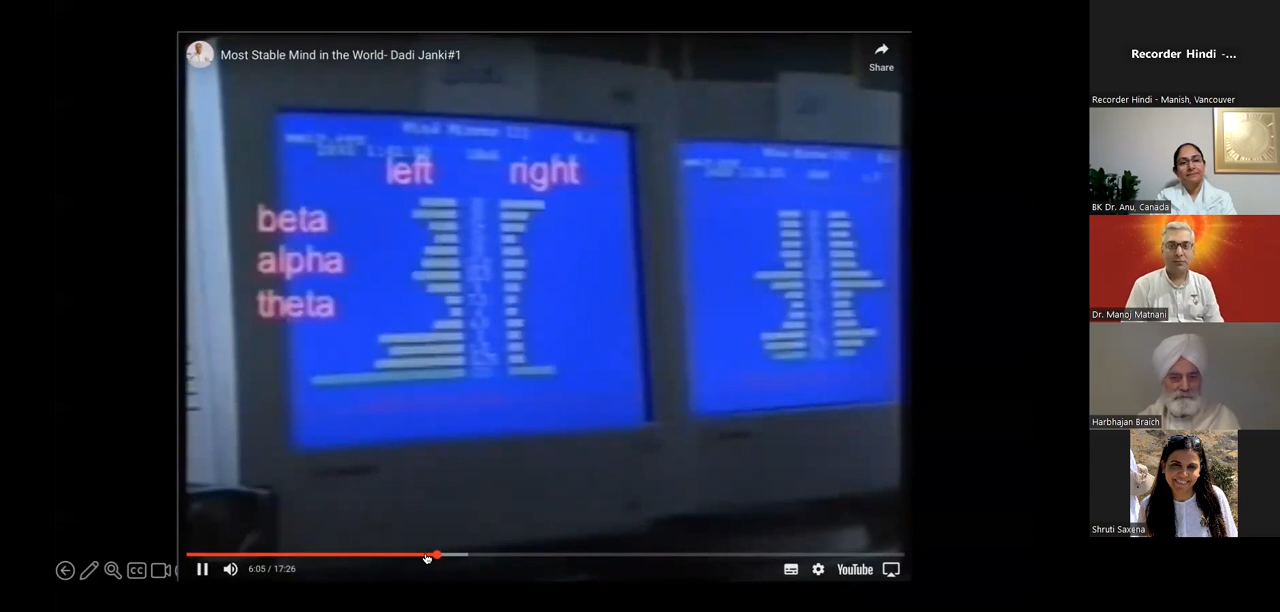 Most Stable Mind in the World- Dadi Janki#1
Share
left right
beta
alpha
theta
6:05 / 17:26
CC
YouTube
Recorder Hindi -...
Recorder Hindi - Manish, Vancouver
BK Dr. Anu, Canada
Dr. Manoj Matnani
Harbhajan Braich
Shruti Saxena